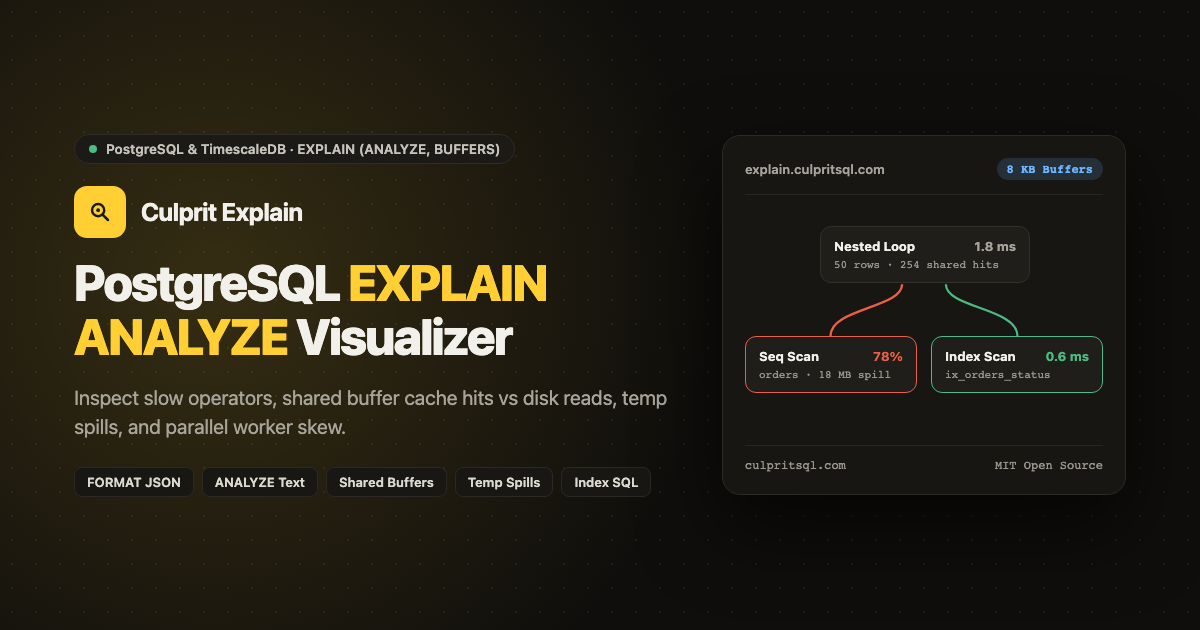 PostgreSQL & TimescaleDB · EXPLAIN (ANALYZE, BUFFERS)
Culprit Explain
PostgreSQL EXPLAIN
ANALYZE Visualizer
Inspect slow operators, shared buffer cache hits vs disk reads, temp
spills, and parallel worker skew.
FORMAT JSON
ANALYZE Text
Shared Buffers
Temp Spills
Index SQL
explain.culpritsql.com
8 KB Buffers
Nested Loop 1.8 ms
50 rows · 254 shared hits
Seq Scan 78%
orders · 18 MB spill
Index Scan 0.6 ms
ix_orders_status
culpritsql.com
MIT Open Source